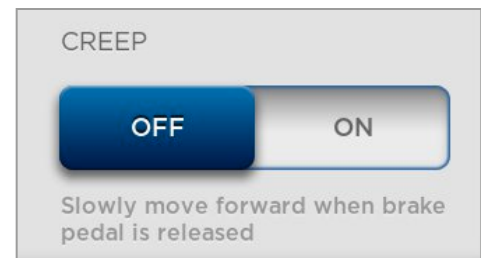 CREEP
OFF ON
Slowly move forward when brake
pedal is released